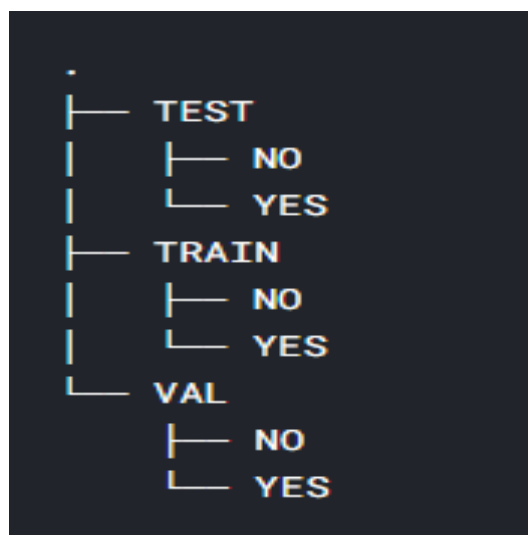 .
├── TEST
│   ├── NO
│   └── YES
├── TRAIN
│   ├── NO
│   └── YES
└── VAL
    ├── NO
    └── YES